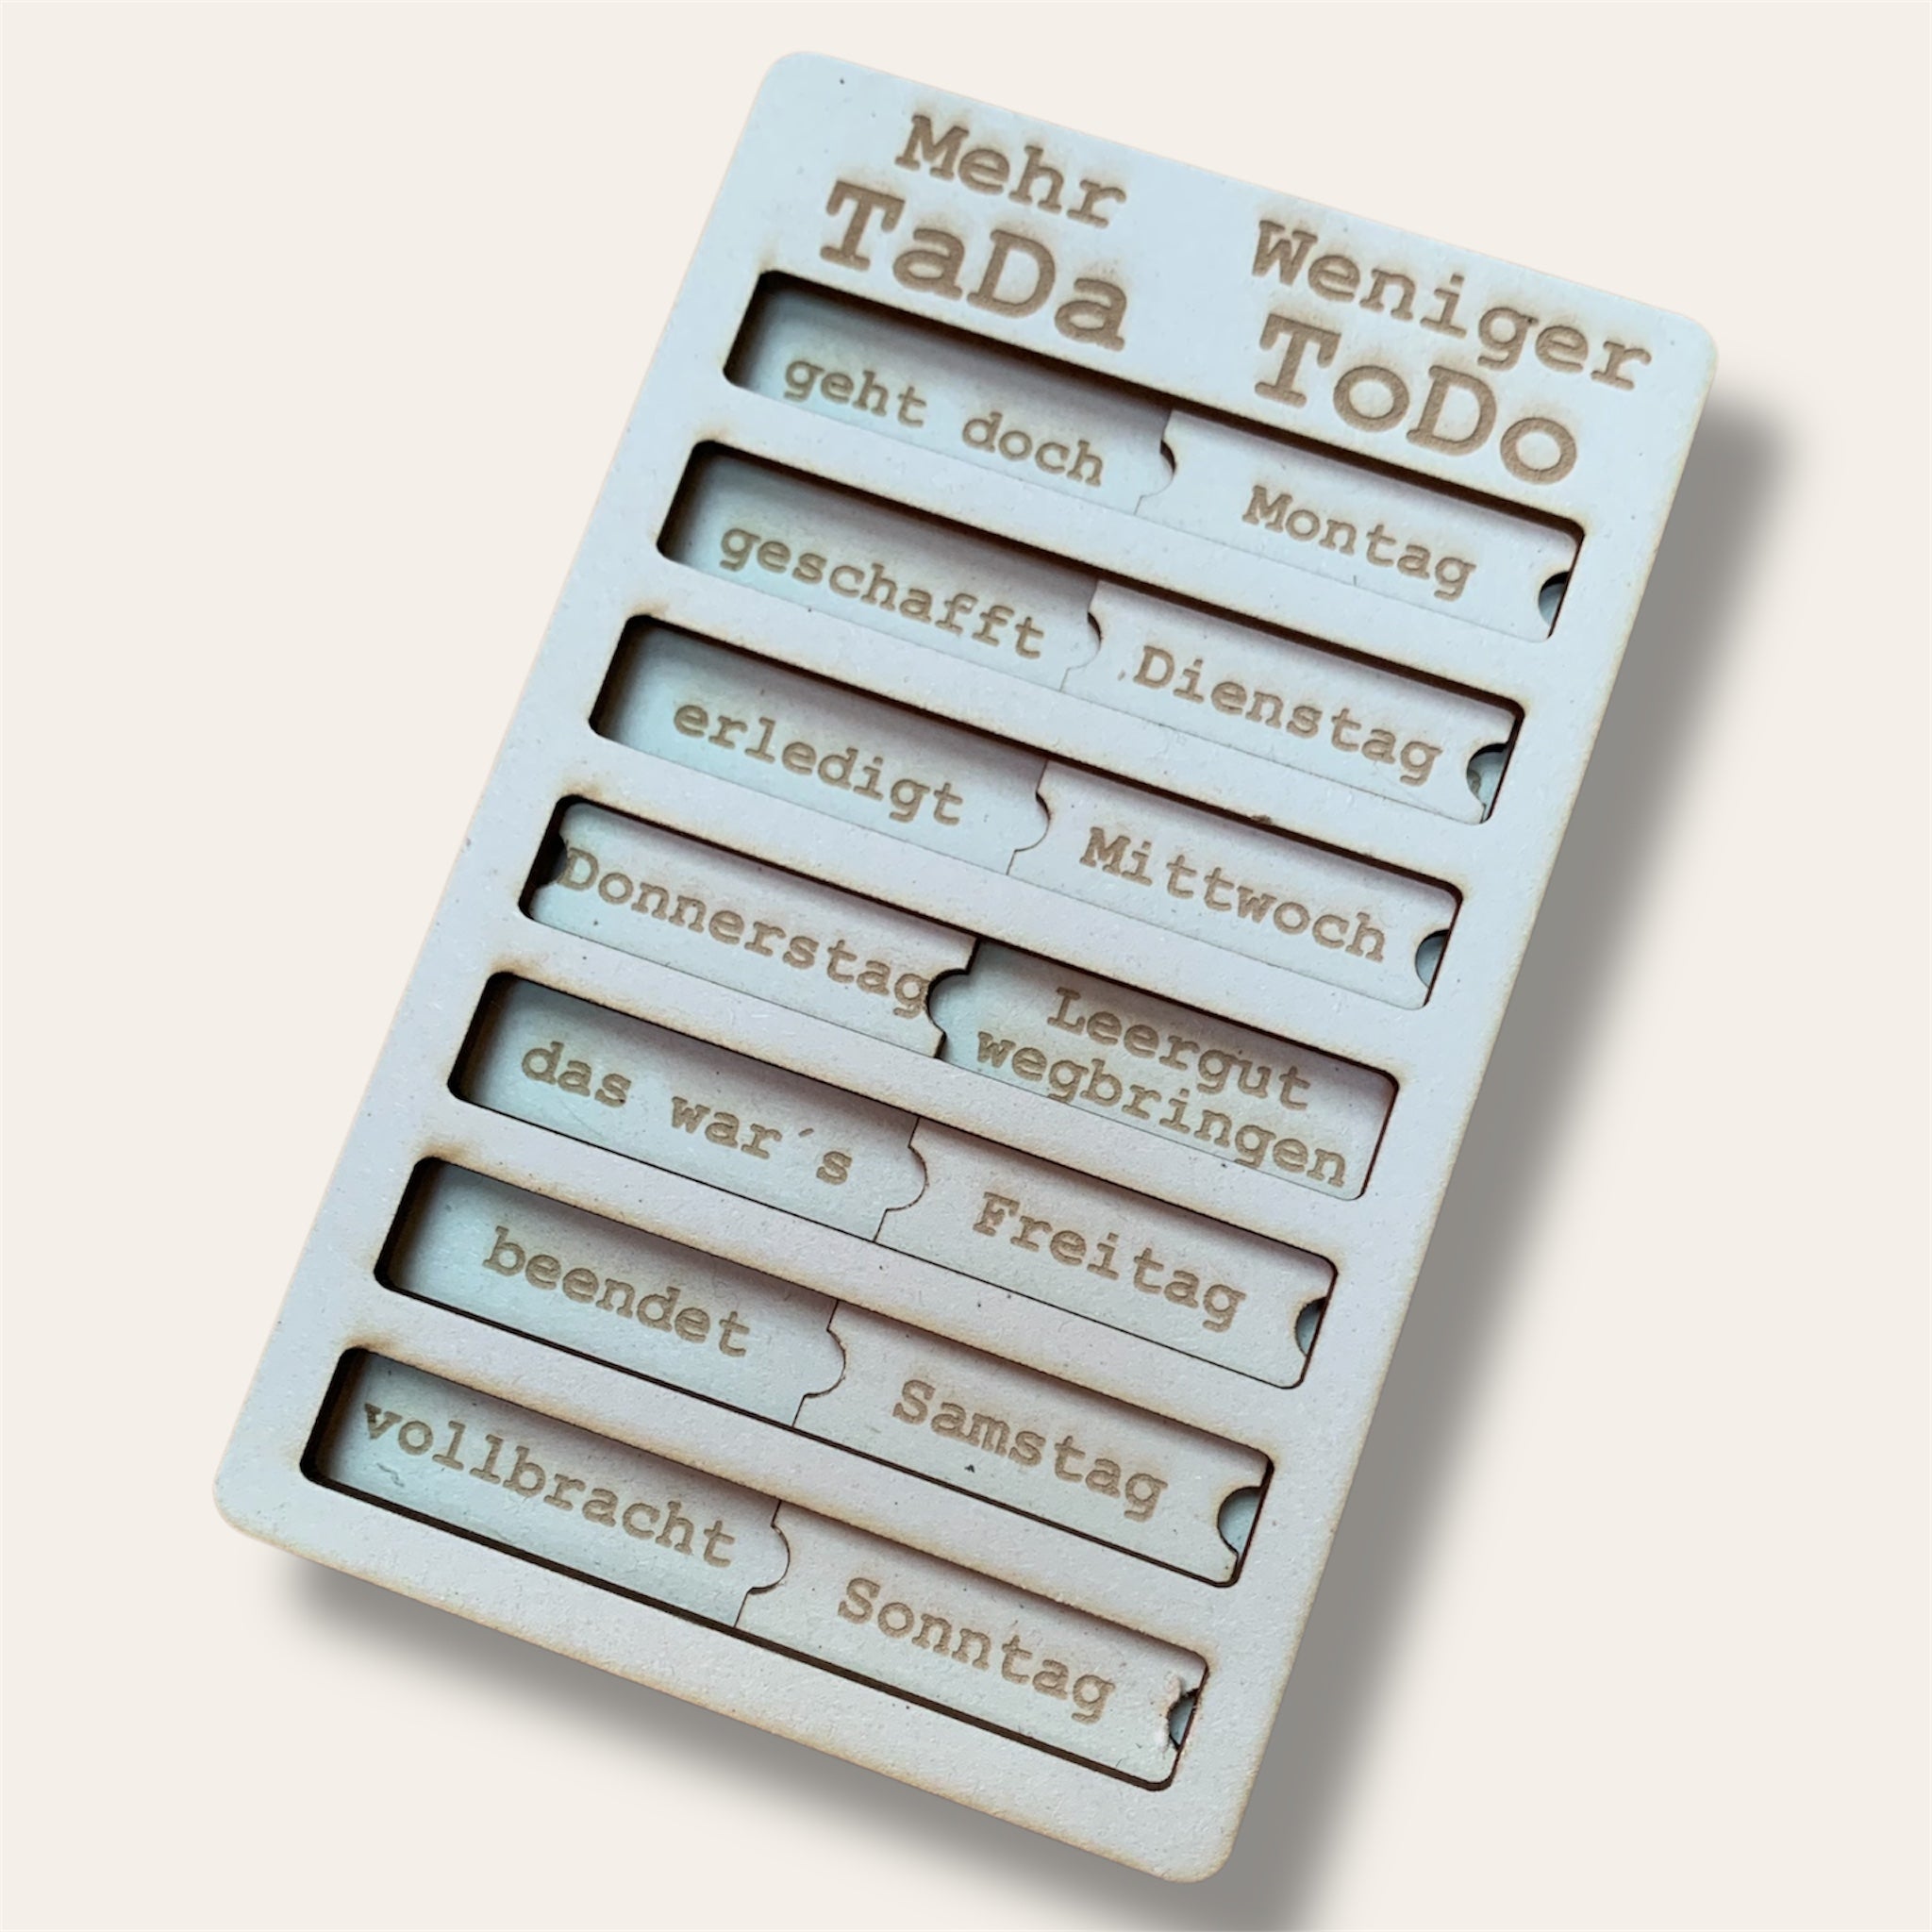 Mehr
TaDa
Weniger
ToDo
geht doch
Montag
geschafft
Dienstag
erledigt
Mittwoch
Donnerstag
Leergut
wegbringen
das war´s
Freitag
beendet
Samstag
vollbracht
Sonntag